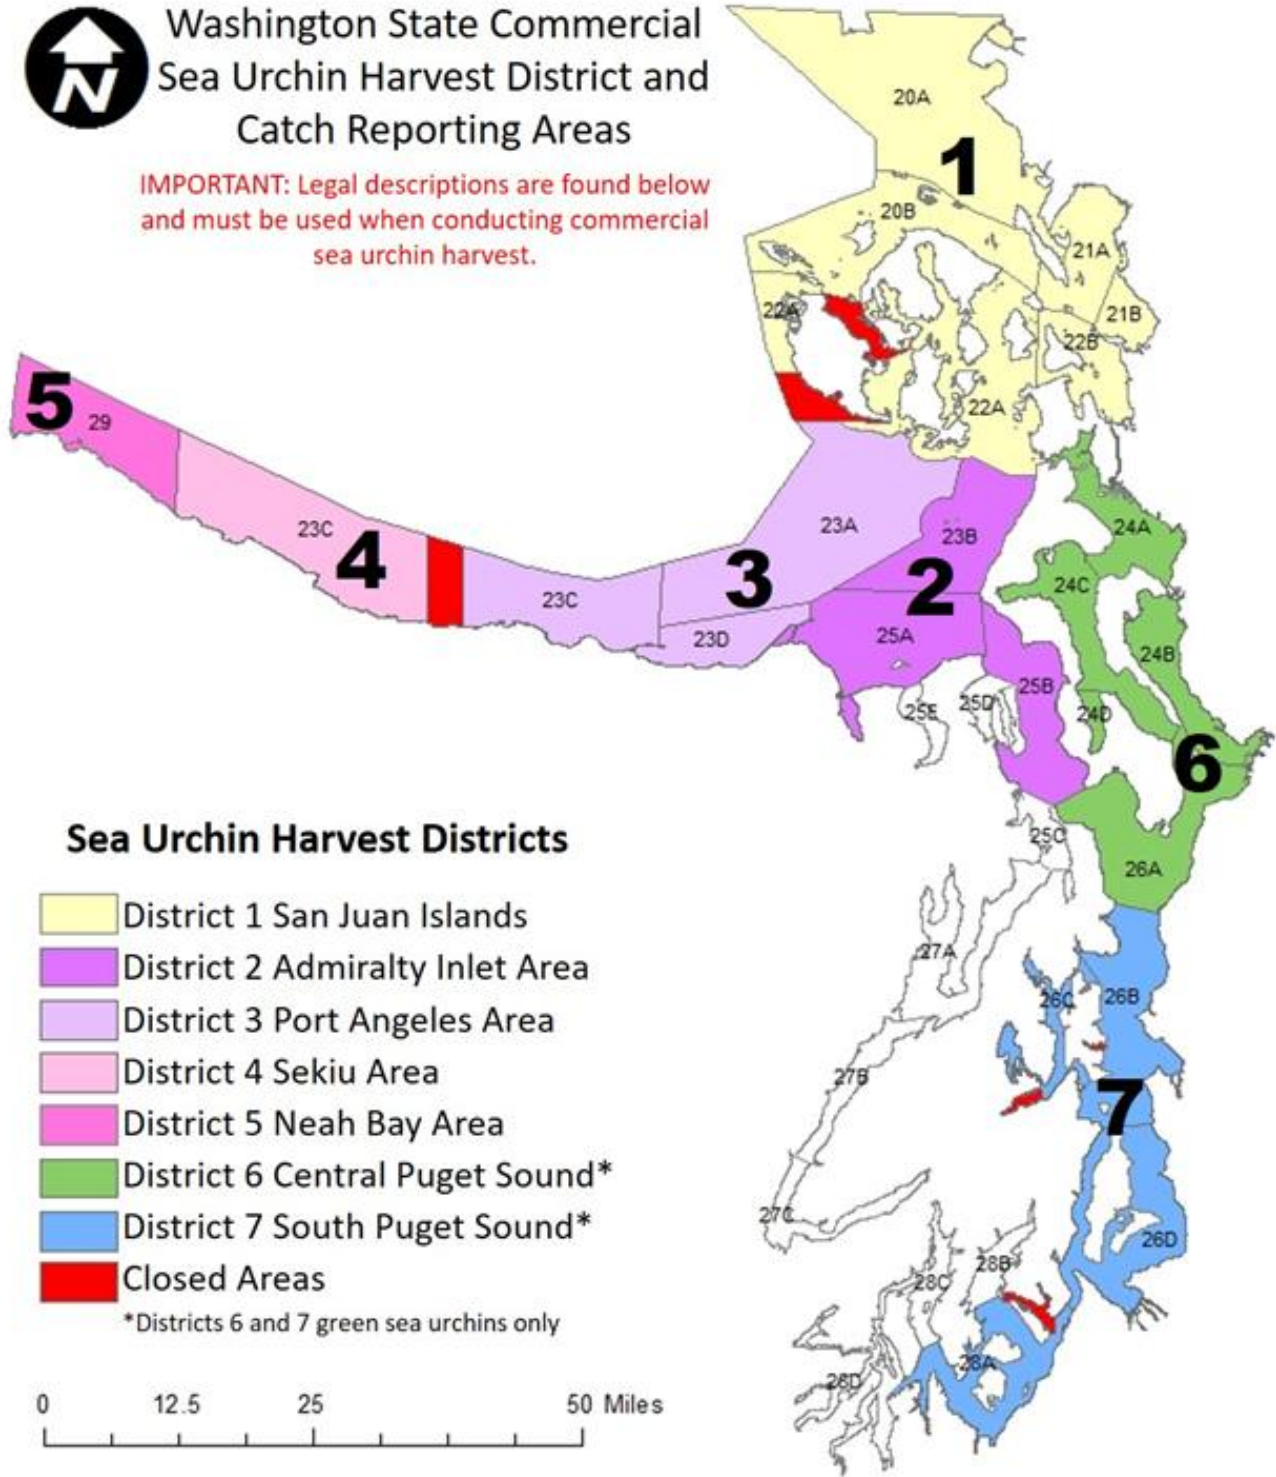 N
Washington State Commercial
Sea Urchin Harvest District and
Catch Reporting Areas
IMPORTANT: Legal descriptions are found below
and must be used when conducting commercial
sea urchin harvest.
20A
1
20B
21A
22A
21B
22B
22A
5
29
23C
4
23A
23B
3
2
23C
23D
25A
24A
24C
24B
25B
25E
25D
24D
6
25C
26A
27A
26C
26B
27B
7
27C
26D
28B
28C
28A
28D
Sea Urchin Harvest Districts
District 1 San Juan Islands
District 2 Admiralty Inlet Area
District 3 Port Angeles Area
District 4 Sekiu Area
District 5 Neah Bay Area
District 6 Central Puget Sound*
District 7 South Puget Sound*
Closed Areas
*Districts 6 and 7 green sea urchins only
0 12.5 25 50 Miles